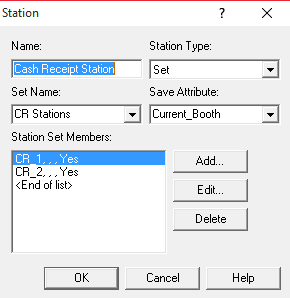 Station
Name:
Station Type:
Cash Receipt Station
Set
Set Name:
Save Attribute:
CR Stations
Current_Booth
Station Set Members:
CR_1, , , Yes
CR_2, , , Yes
<End of list>
Add...
Edit...
Delete
OK
Cancel
Help